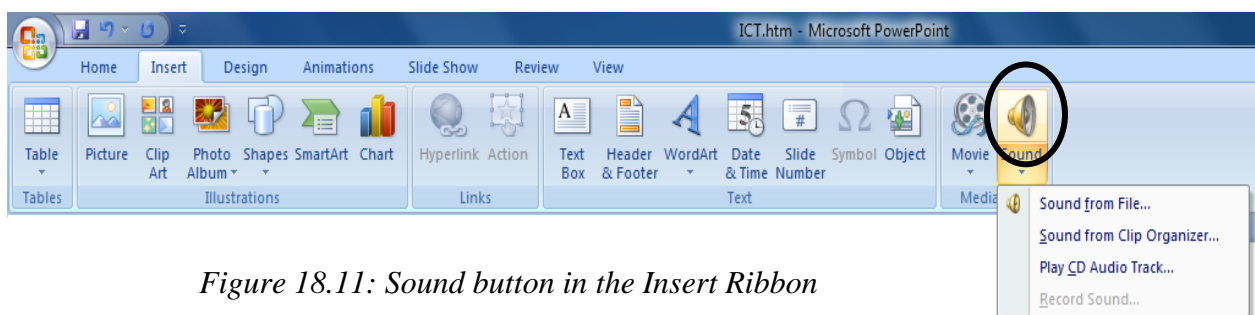 ICT.htm - Microsoft PowerPoint
Home Insert Design Animations Slide Show Review View
Table Picture Clip Art Photo Album Shapes SmartArt Chart Hyperlink Action Text Box Header & Footer WordArt Date & Time Slide Number Symbol Object Movie Sound
Tables Illustrations Links Text Media
Sound from File...
Sound from Clip Organizer...
Play CD Audio Track...
Record Sound...
Figure 18.11: Sound button in the Insert Ribbon